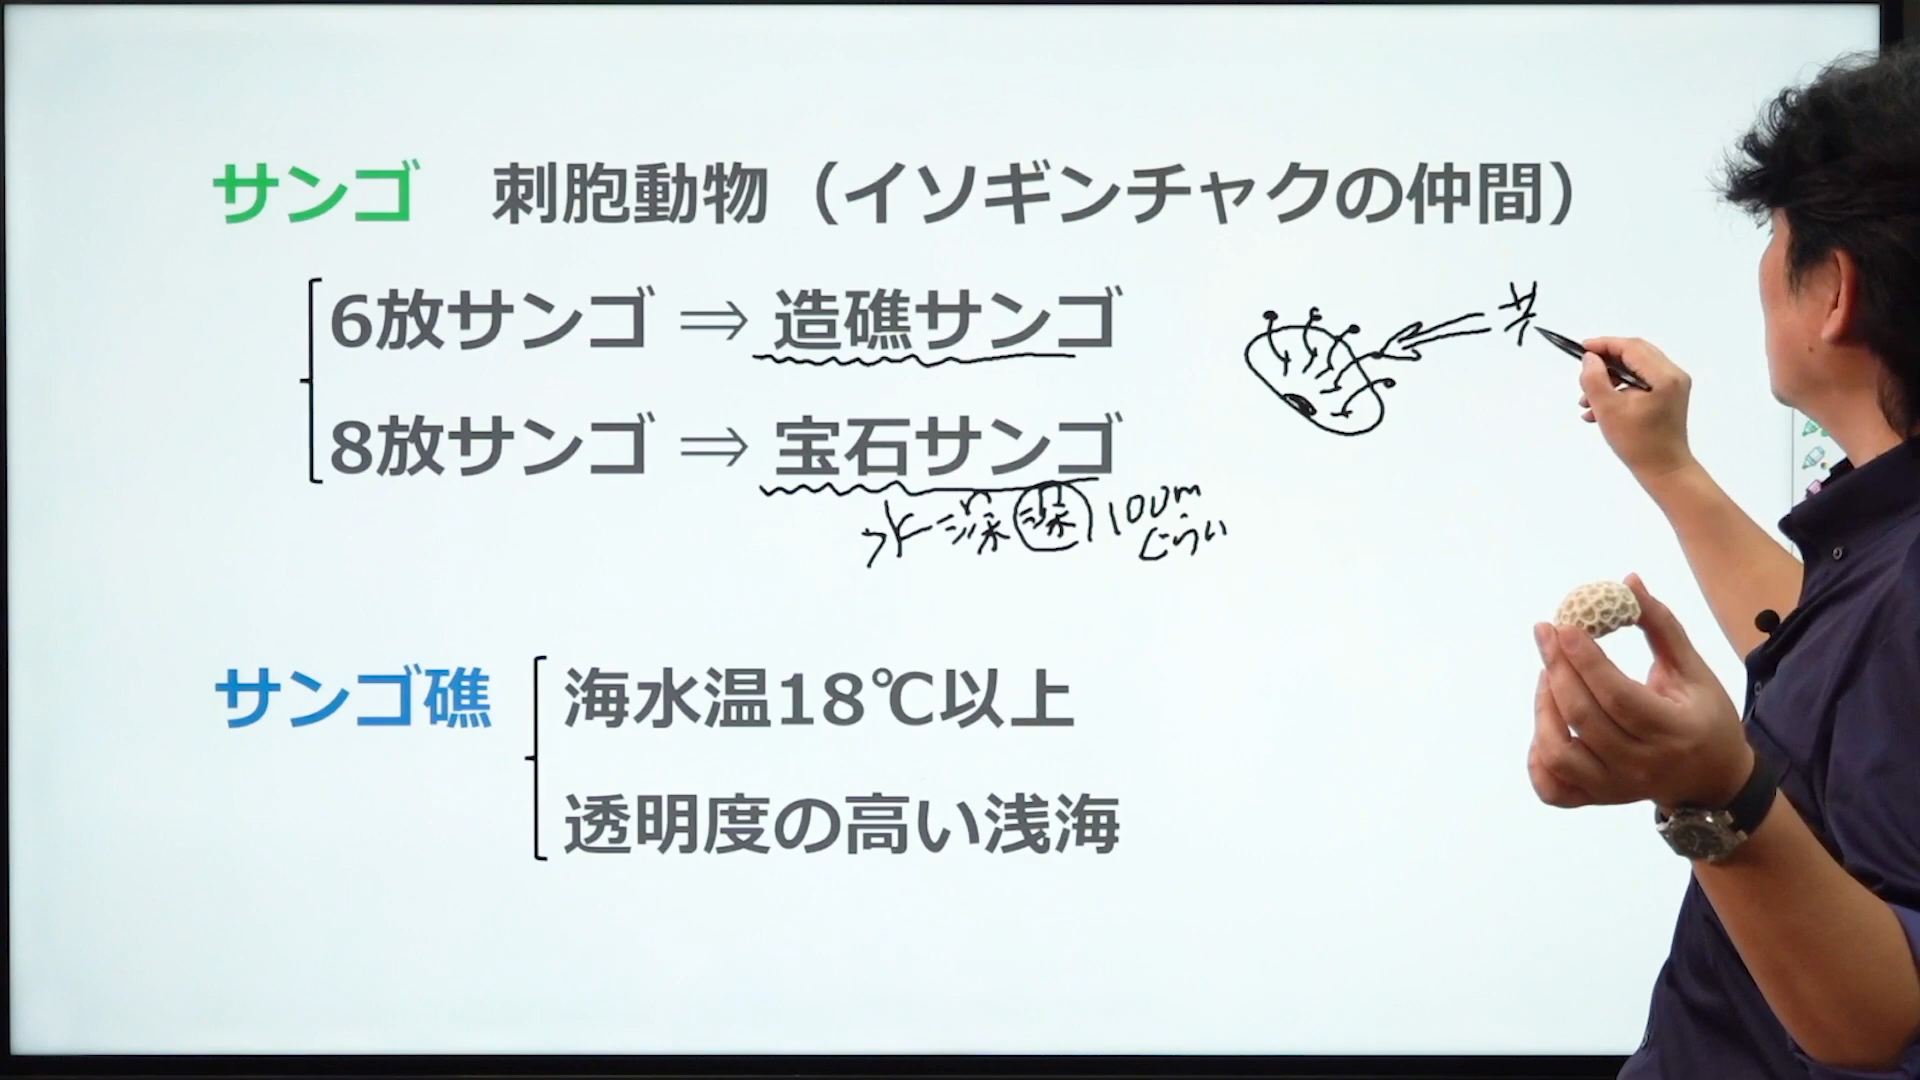 サンゴ 刺胞動物（イソギンチャクの仲間）
6放サンゴ ⇒ 造礁サンゴ
8放サンゴ ⇒ 宝石サンゴ
水深深 100m
ぐらい
サンゴ礁
海水温18℃以上
透明度の高い浅海